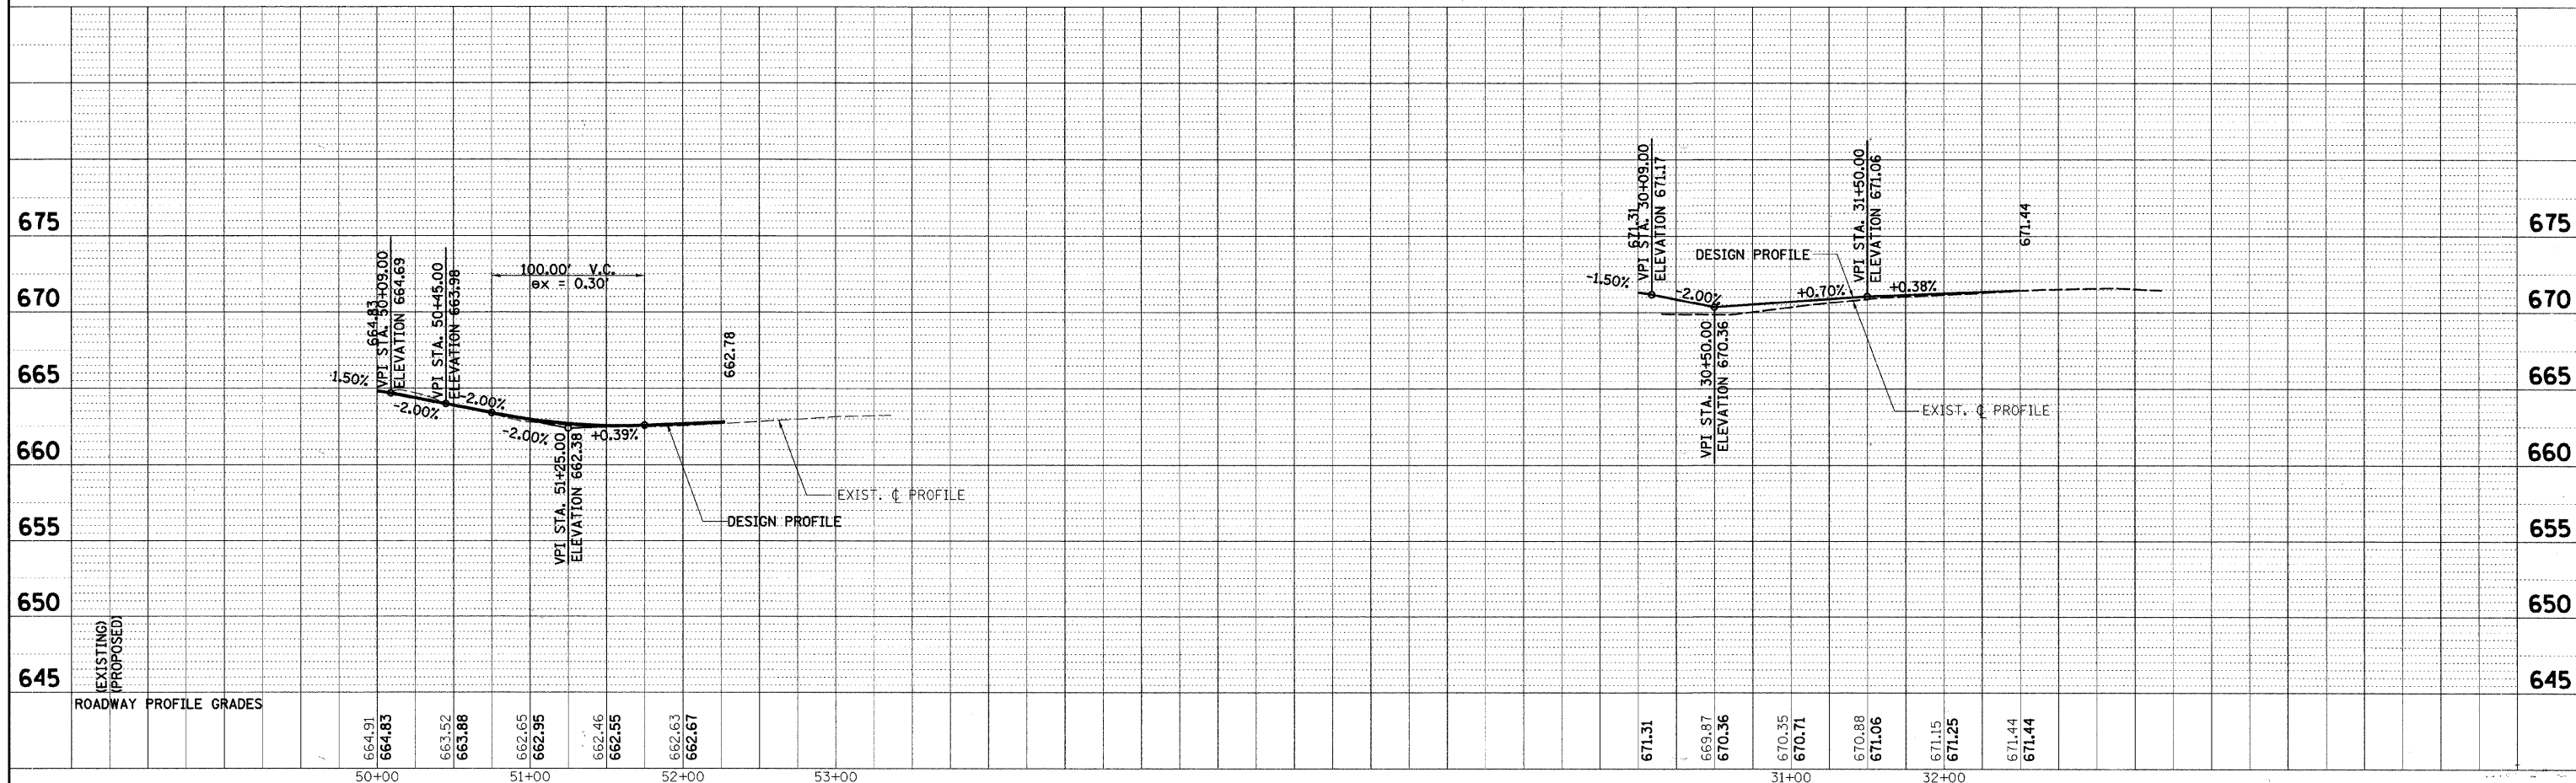 675
670
665
660
655
650
645
(EXISTING)
(PROPOSED)
ROADWAY PROFILE GRADES
664.83
VPI STA. 50+09.00
ELEVATION 664.69
VPI STA. 50+45.00
ELEVATION 663.98
100.00' V.C.
ex = 0.30'
662.78
1.50%
-2.00%
-2.00%
-2.00%
+0.39%
VPI STA. 51+25.00
ELEVATION 662.38
EXIST. ℄ PROFILE
DESIGN PROFILE
671.31
VPI STA. 30+09.00
ELEVATION 671.17
VPI STA. 31+50.00
ELEVATION 671.06
671.44
DESIGN PROFILE
-1.50%
-2.00%
+0.70%
+0.38%
VPI STA. 30+50.00
ELEVATION 670.36
EXIST. ℄ PROFILE
675
670
665
660
655
650
645
664.91
664.83
663.52
663.88
662.65
662.95
662.46
662.55
662.63
662.67
671.31
669.87
670.36
670.35
670.71
670.88
671.06
671.15
671.25
671.44
671.44
50+00
51+00
52+00
53+00
31+00
32+00